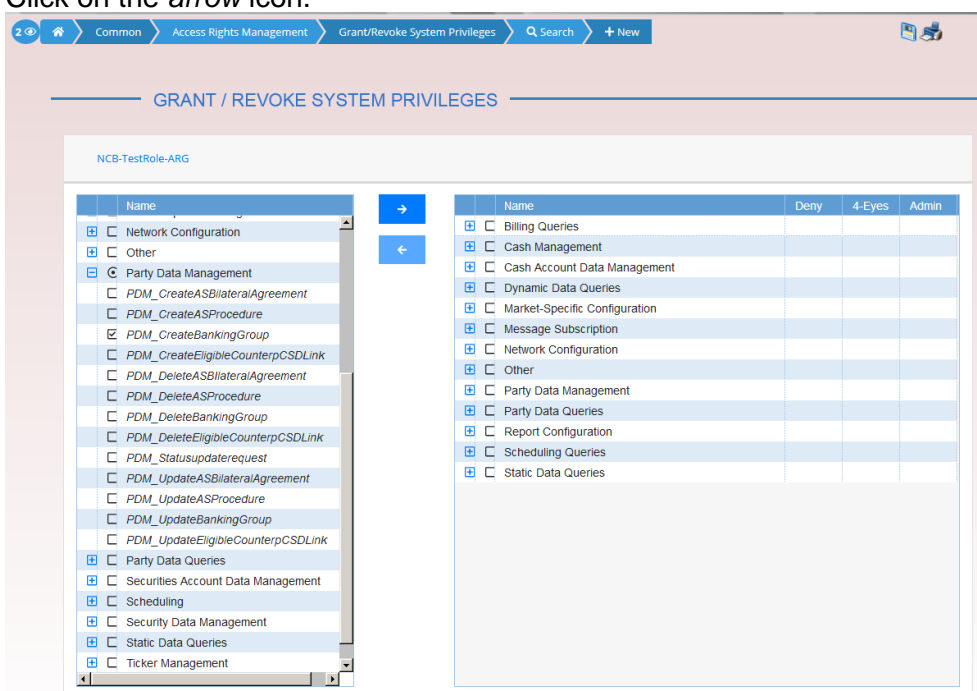 Click on the arrow icon.
2 Common Access Rights Management Grant/Revoke System Privileges Search + New
GRANT / REVOKE SYSTEM PRIVILEGES
NCB-TestRole-ARG
Name
Network Configuration
Other
Party Data Management
PDM_CreateASBilateralAgreement
PDM_CreateASProcedure
PDM_CreateBankingGroup
PDM_CreateEligibleCounterpCSDLink
PDM_DeleteASBilateralAgreement
PDM_DeleteASProcedure
PDM_DeleteBankingGroup
PDM_DeleteEligibleCounterpCSDLink
PDM_Statusupdaterequest
PDM_UpdateASBilateralAgreement
PDM_UpdateASProcedure
PDM_UpdateBankingGroup
PDM_UpdateEligibleCounterpCSDLink
Party Data Queries
Securities Account Data Management
Scheduling
Security Data Management
Static Data Queries
Ticker Management
Name Deny 4-Eyes Admin
Billing Queries
Cash Management
Cash Account Data Management
Dynamic Data Queries
Market-Specific Configuration
Message Subscription
Network Configuration
Other
Party Data Management
Party Data Queries
Report Configuration
Scheduling Queries
Static Data Queries